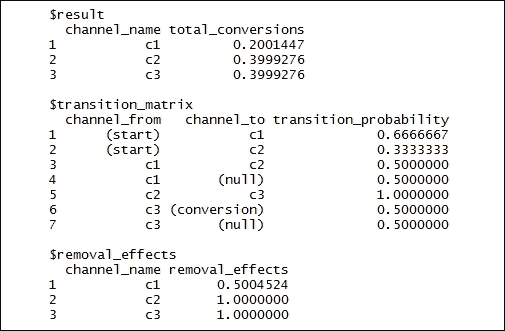 $result
channel_name total_conversions
1 c1 0.2001447
2 c2 0.3999276
3 c3 0.3999276
$transition_matrix
channel_from channel_to transition_probability
1 (start) c1 0.6666667
2 (start) c2 0.3333333
3 c1 c2 0.5000000
4 c1 (null) 0.5000000
5 c2 c3 1.0000000
6 c3 (conversion) 0.5000000
7 c3 (null) 0.5000000
$removal_effects
channel_name removal_effects
1 c1 0.5004524
2 c2 1.0000000
3 c3 1.0000000